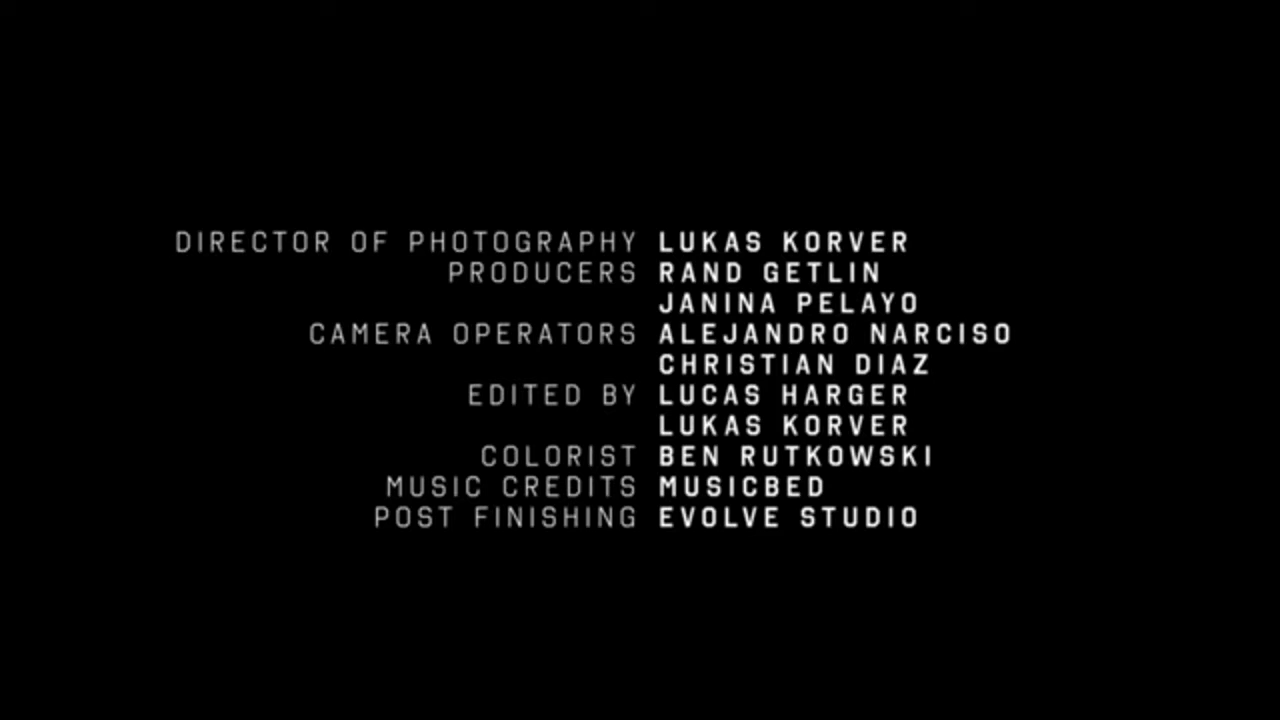 DIRECTOR OF PHOTOGRAPHY LUKAS KORVER
PRODUCERS RAND GETLIN
JANINA PELAYO
CAMERA OPERATORS ALEJANDRO NARCISO
CHRISTIAN DIAZ
EDITED BY LUCAS HARGER
LUKAS KORVER
COLORIST BEN RUTKOWSKI
MUSIC CREDITS MUSICBED
POST FINISHING EVOLVE STUDIO